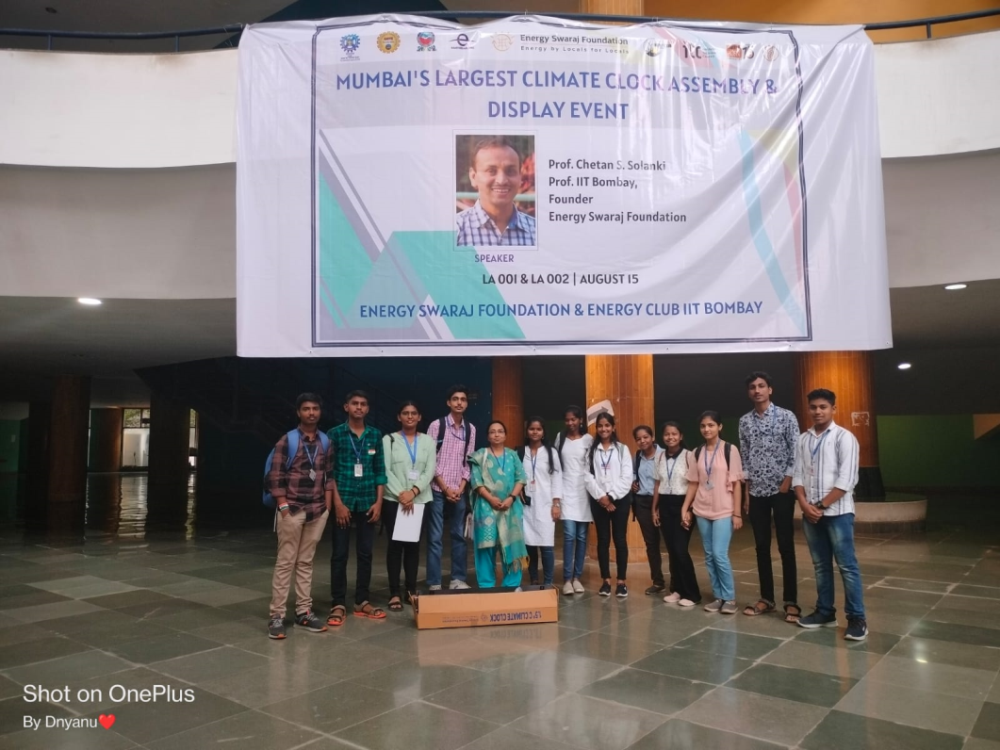 Energy Swaraj Foundation
Energy by Locals for Locals
MUMBAI'S LARGEST CLIMATE CLOCK ASSEMBLY &
DISPLAY EVENT
Prof. Chetan S. Solanki
Prof. IIT Bombay,
Founder
Energy Swaraj Foundation
SPEAKER
LA 001 & LA 002 | AUGUST 15
ENERGY SWARAJ FOUNDATION & ENERGY CLUB IIT BOMBAY
CLIMATE CLOCK
Shot on OnePlus
By Dnyanu❤️